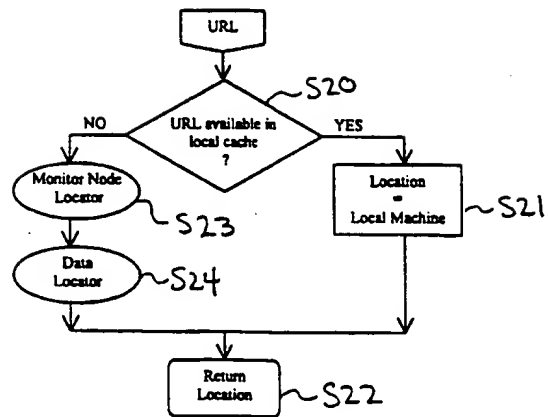 URL
S20
URL available in
local cache
?
NO
YES
Monitor Node
Locator
S23
Location
=
Local Machine
S21
Data
Locator
S24
Return
Location
S22